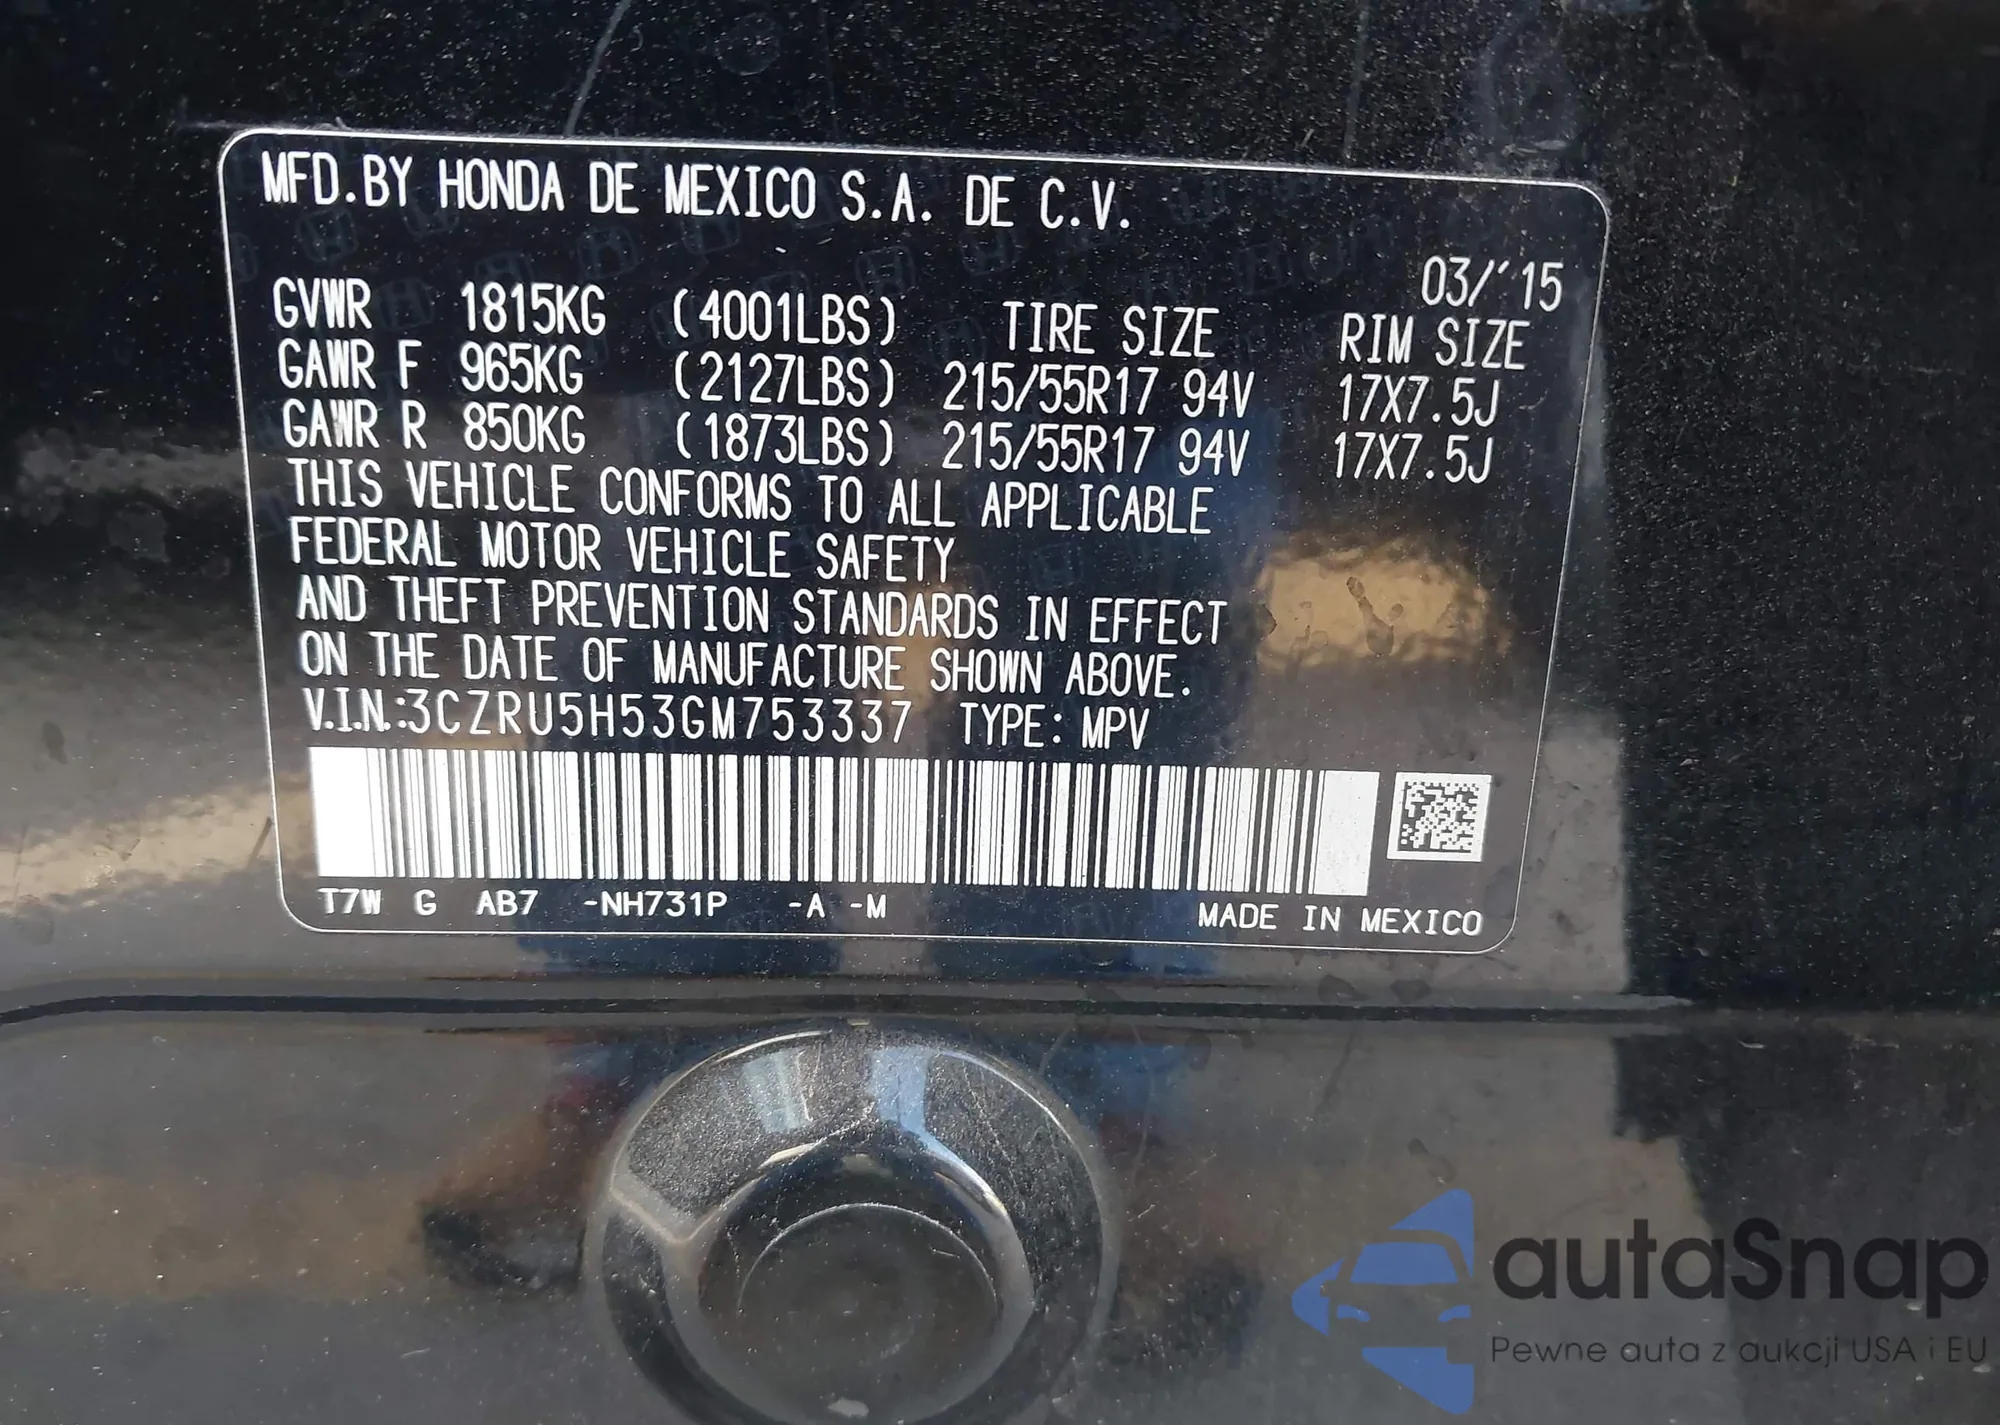 MFD.BY HONDA DE MEXICO S.A. DE C.V.
03/'15
GVWR 1815KG (4001LBS) TIRE SIZE RIM SIZE
GAWR F 965KG (2127LBS) 215/55R17 94V 17X7.5J
GAWR R 850KG (1873LBS) 215/55R17 94V 17X7.5J
THIS VEHICLE CONFORMS TO ALL APPLICABLE
FEDERAL MOTOR VEHICLE SAFETY
AND THEFT PREVENTION STANDARDS IN EFFECT
ON THE DATE OF MANUFACTURE SHOWN ABOVE.
V.I.N.:3CZRU5H53GM753337 TYPE: MPV
T7W G AB7 -NH731P -A -M MADE IN MEXICO
autaSnap
Pewne auta z aukcji USA i EU